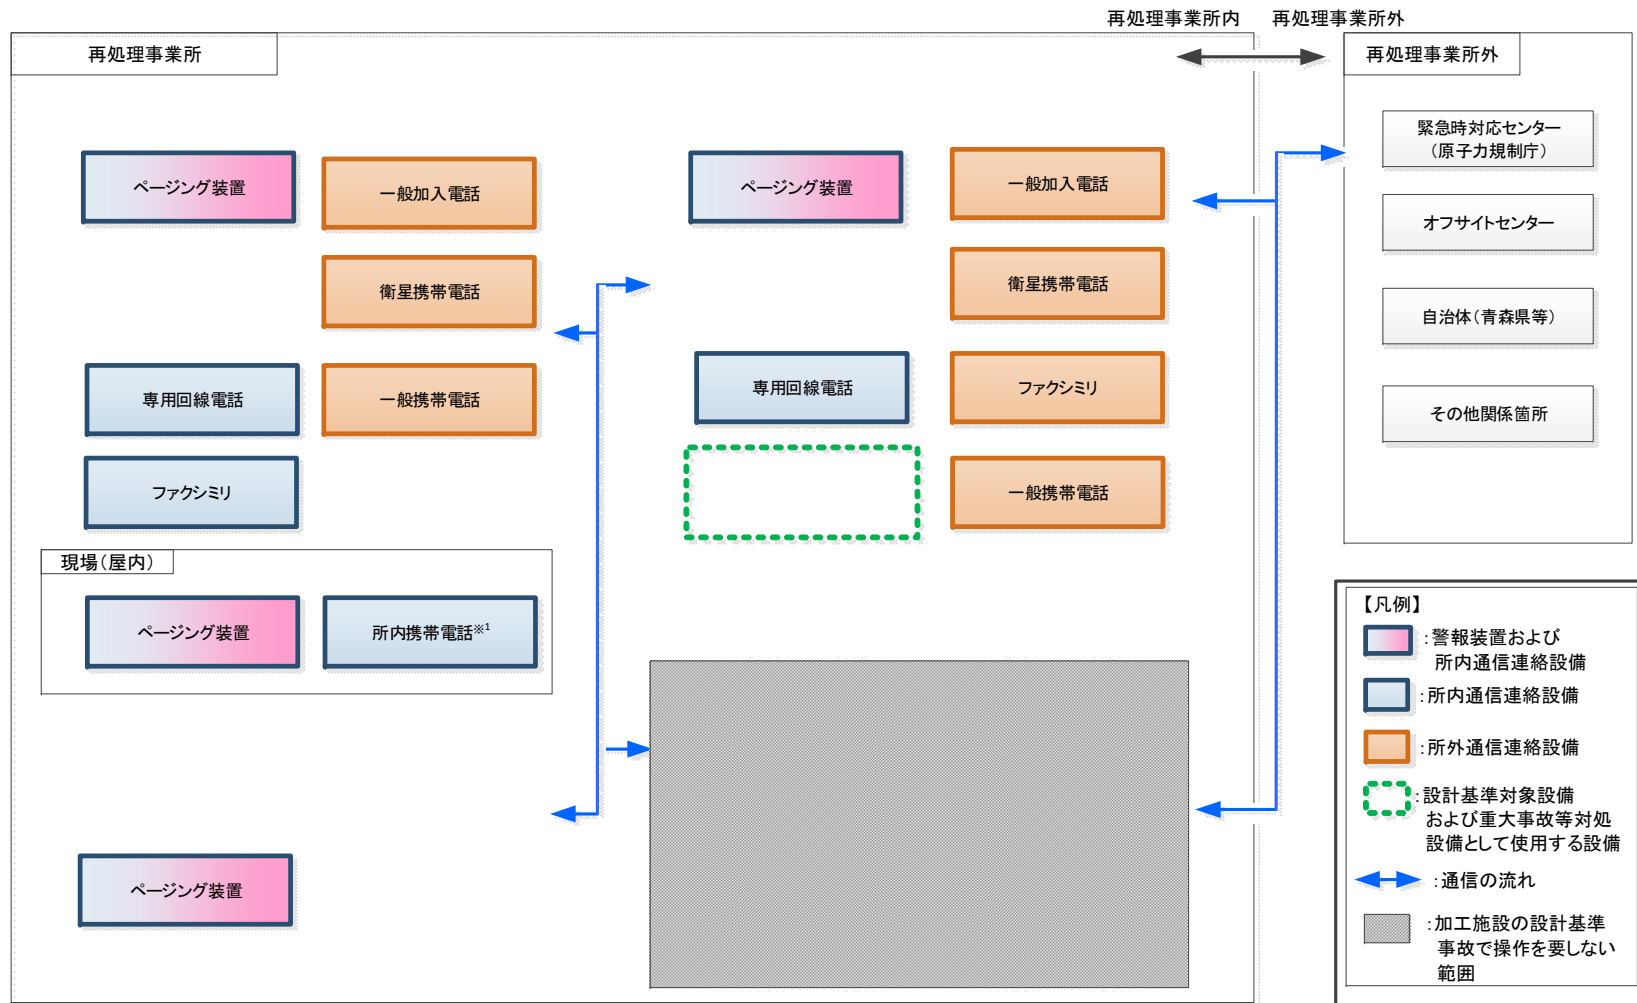 再処理事業所内 再処理事業所外
再処理事業所
再処理事業所外
ページング装置
一般加入電話
衛星携帯電話
専用回線電話
一般携帯電話
ファクシミリ
現場(屋内)
ページング装置
所内携帯電話※1
ページング装置
ページング装置
一般加入電話
衛星携帯電話
専用回線電話
ファクシミリ
一般携帯電話
緊急時対応センター
(原子力規制庁)
オフサイトセンター
自治体(青森県等)
その他関係箇所
【凡例】
:警報装置および
所内通信連絡設備
:所内通信連絡設備
:所外通信連絡設備
:設計基準対象設備
および重大事故等対処
設備として使用する設備
:通信の流れ
:加工施設の設計基準
事故で操作を要しない
範囲